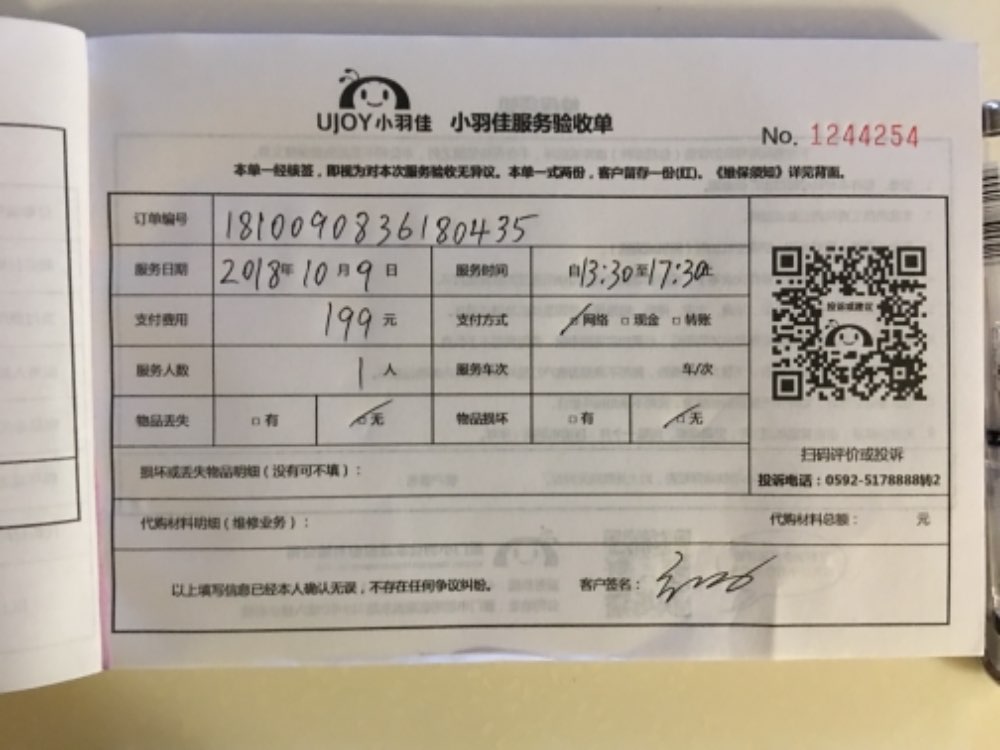 UJOY小羽佳 小羽佳服务验收单
No. 1244254
本单一经核签，即视为对本次服务验收无异议。本单一式两份，客户留存一份(红)。《维保须知》详见背面。
订单编号 181009083618​0435
服务日期 2018年10月9日 服务时间 自13:30至17:30止
支付费用 199元 支付方式 网络 现金 转账
服务人数 1人 服务车次 车/次
物品丢失 有 无 物品损坏 有 无
投诉或建议
扫码评价或投诉
损坏或丢失物品明细（没有可不填）：
投诉电话：0592-5178888转2
代购材料明细（维修业务）： 代购材料总额： 元
以上填写信息已经本人确认无误，不存在任何争议纠纷。 客户签名：